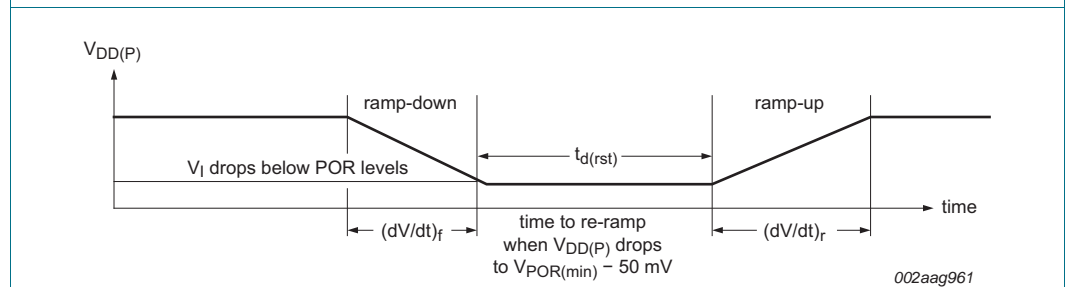 VDD(P)
ramp-down
ramp-up
td(rst)
VI drops below POR levels
time
(dV/dt)f
time to re-ramp
when VDD(P) drops
to VPOR(min) − 50 mV
(dV/dt)r
002aag961